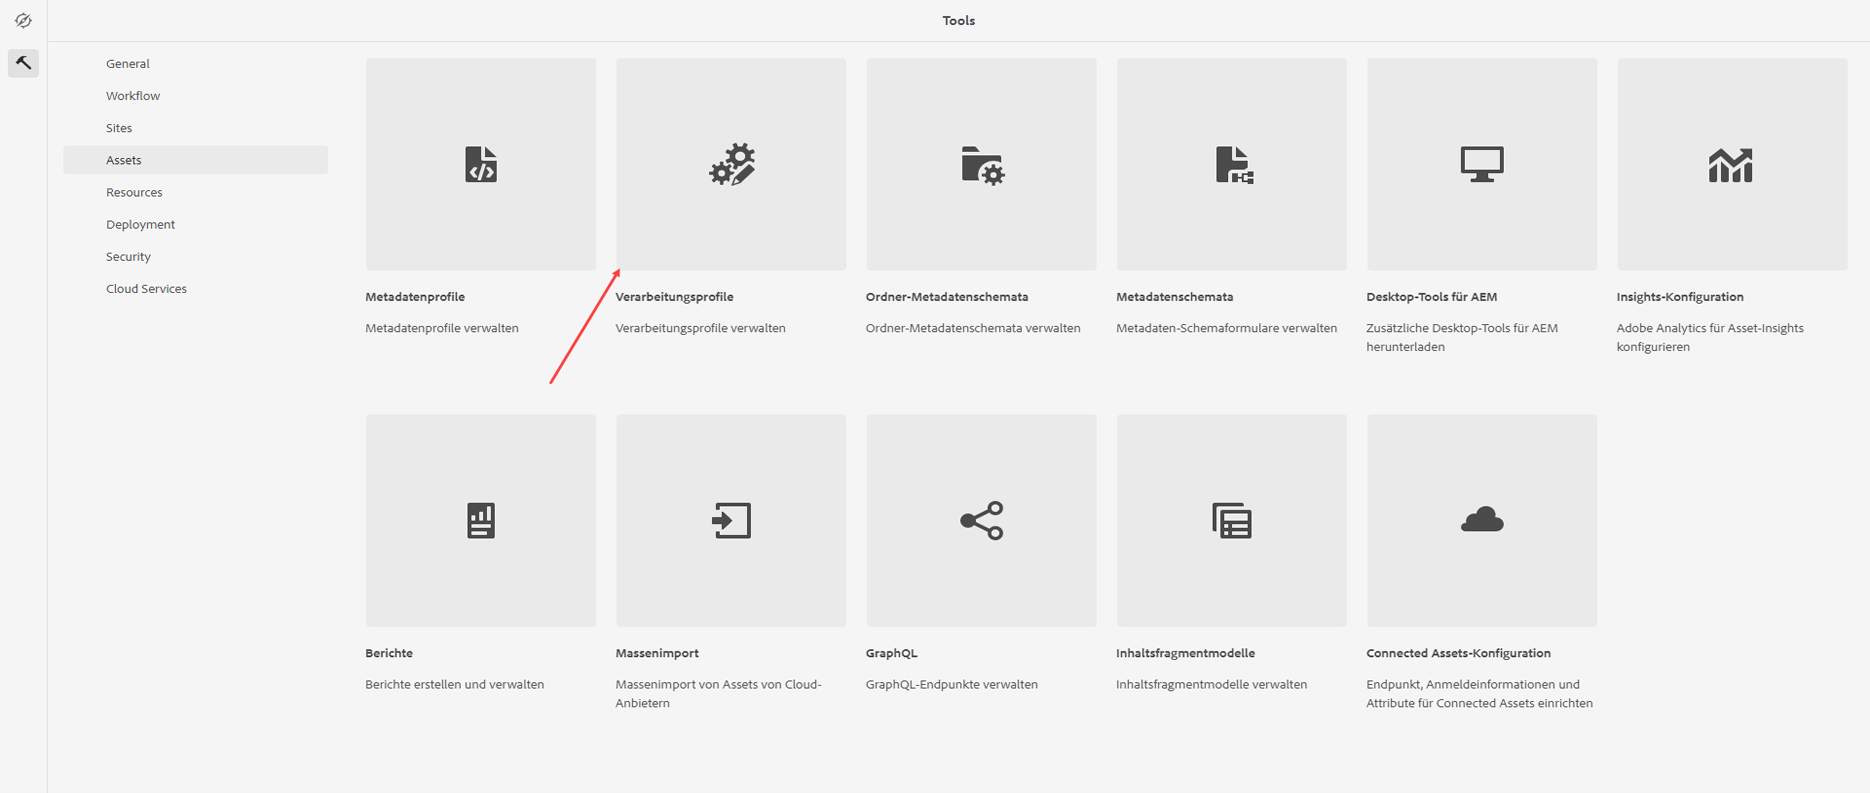 Tools
General
Workflow
Sites
Assets
Resources
Deployment
Security
Cloud Services
Metadatenprofile
Metadatenprofile verwalten
Verarbeitungsprofile
Verarbeitungsprofile verwalten
Ordner-Metadatenschemata
Ordner-Metadatenschemata verwalten
Metadatenschemata
Metadaten-Schemaformulare verwalten
Desktop-Tools für AEM
Zusätzliche Desktop-Tools für AEM
herunterladen
Insights-Konfiguration
Adobe Analytics für Asset-Insights
konfigurieren
Berichte
Berichte erstellen und verwalten
Massenimport
Massenimport von Assets von Cloud-
Anbietern
GraphQL
GraphQL-Endpunkte verwalten
Inhaltsfragmentmodelle
Inhaltsfragmentmodelle verwalten
Connected Assets-Konfiguration
Endpunkt, Anmeldeinformationen und
Attribute für Connected Assets einrichten